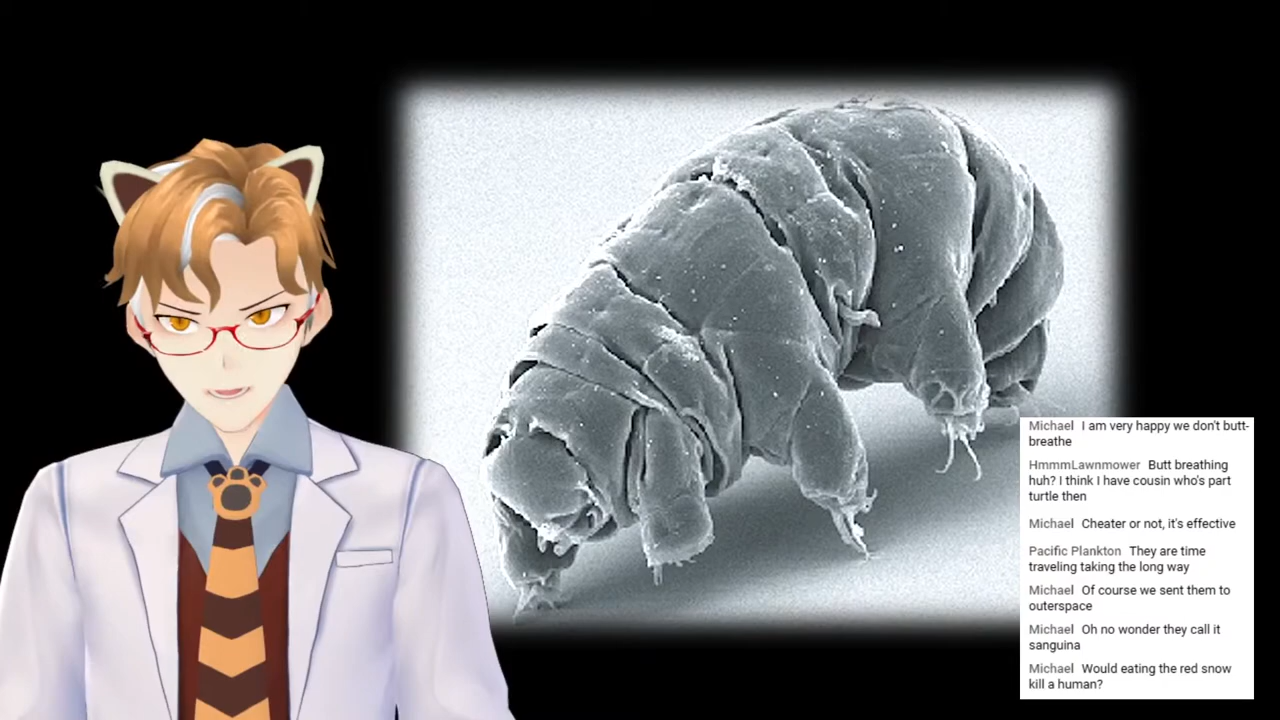 Michael I am very happy we don't butt-
breathe
HmmmLawnmower Butt breathing
huh? I think I have cousin who's part
turtle then
Michael Cheater or not, it's effective
Pacific Plankton They are time
traveling taking the long way
Michael Of course we sent them to
outerspace
Michael Oh no wonder they call it
sanguina
Michael Would eating the red snow
kill a human?